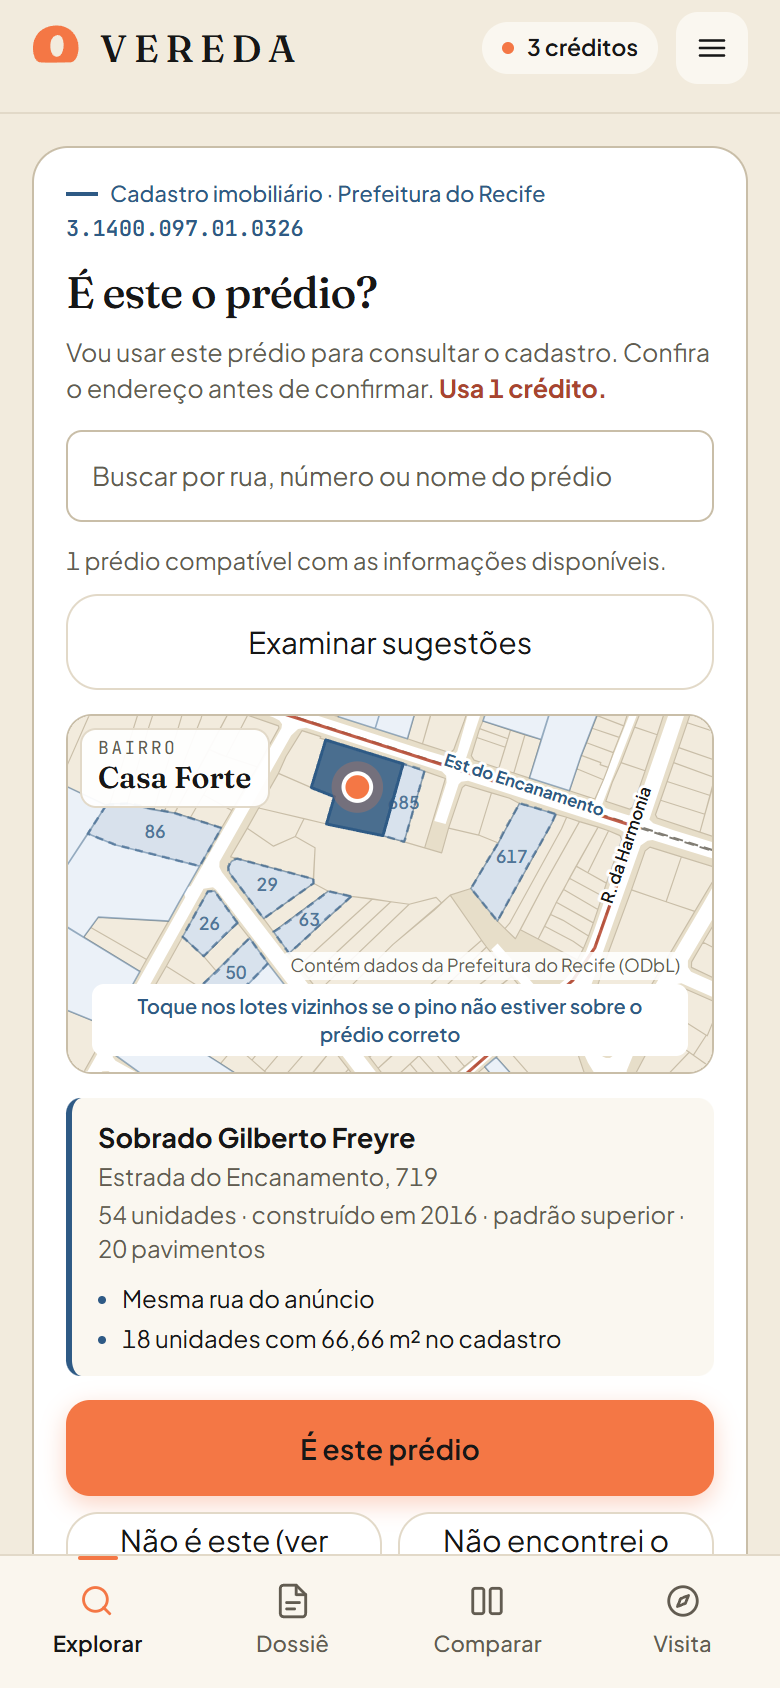 VEREDA
3 créditos
Cadastro imobiliário · Prefeitura do Recife
3.1400.097.01.0326
É este o prédio?
Vou usar este prédio para consultar o cadastro. Confira
o endereço antes de confirmar. Usa 1 crédito.
Buscar por rua, número ou nome do prédio
1 prédio compatível com as informações disponíveis.
Examinar sugestões
BAIRRO
Casa Forte
Est do Encanamento
R. da Harmonia
685
86
617
29
63
26
50
Contém dados da Prefeitura do Recife (ODbL)
Toque nos lotes vizinhos se o pino não estiver sobre o
prédio correto
Sobrado Gilberto Freyre
Estrada do Encanamento, 719
54 unidades · construído em 2016 · padrão superior ·
20 pavimentos
• Mesma rua do anúncio
• 18 unidades com 66,66 m² no cadastro
É este prédio
Não é este (ver
Não encontrei o
Explorar
Dossiê
Comparar
Visita